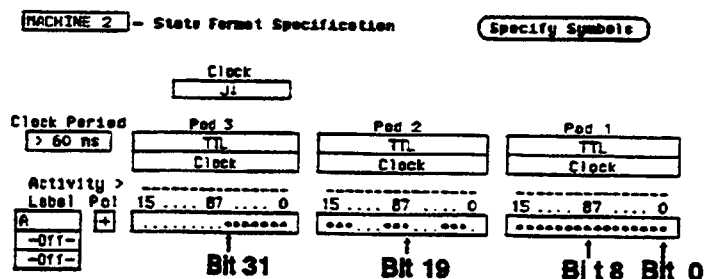 MACHINE 2 - State Format Specification
Specify Symbols
Clock
J↓
Clock Period
> 60 ns
Pod 3
TTL
Clock
Pod 2
TTL
Clock
Pod 1
TTL
Clock
Activity >
Label Pol
15 .... 87 .... 0
15 .... 87 .... 0
15 .... 87 .... 0
A +
-Off-
-Off-
Bit 31
Bit 19
Bit 8
Bit 0